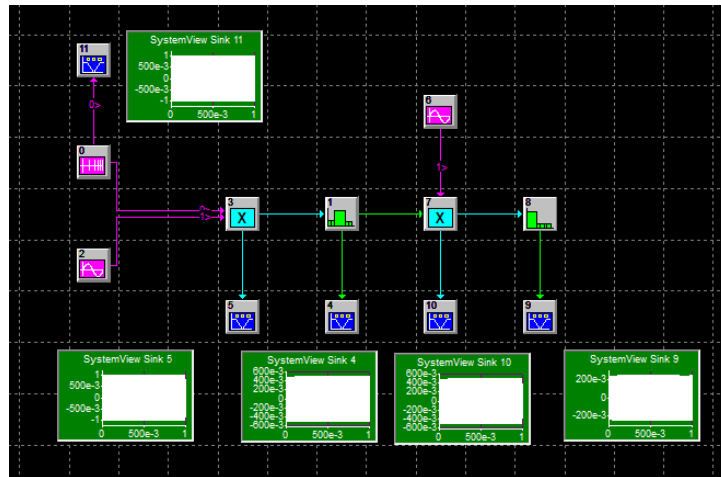 11
SystemView Sink 11
1
500e-3
0
-500e-3
-1
0 500e-3 1
0>
6
0
1>
3
X
1
7
X
8
0>
1>
2
5
4
10
9
SystemView Sink 5
1
500e-3
0
-500e-3
-1
0 500e-3 1
SystemView Sink 4
600e-3
400e-3
200e-3
0
-200e-3
-400e-3
-600e-3
0 500e-3 1
SystemView Sink 10
600e-3
400e-3
200e-3
0
-200e-3
-400e-3
-600e-3
0 500e-3 1
SystemView Sink 9
200e-3
0
-200e-3
0 500e-3 1